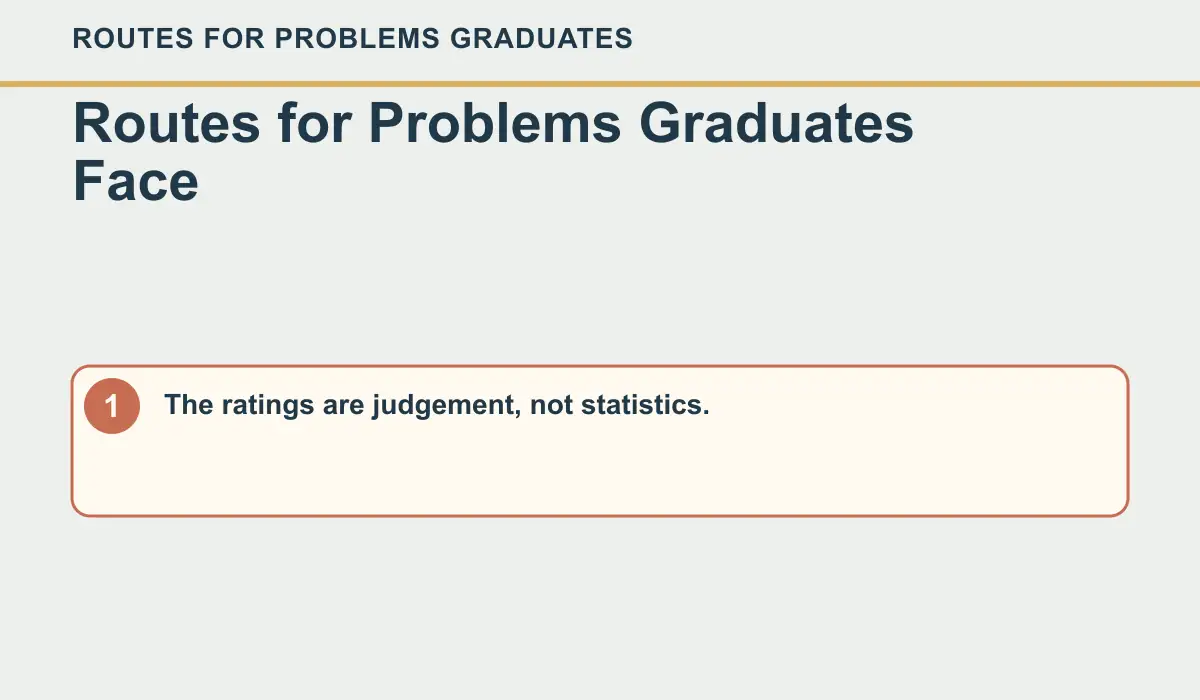 ROUTES FOR PROBLEMS GRADUATES
Routes for Problems Graduates
Face
1
The ratings are judgement, not statistics.